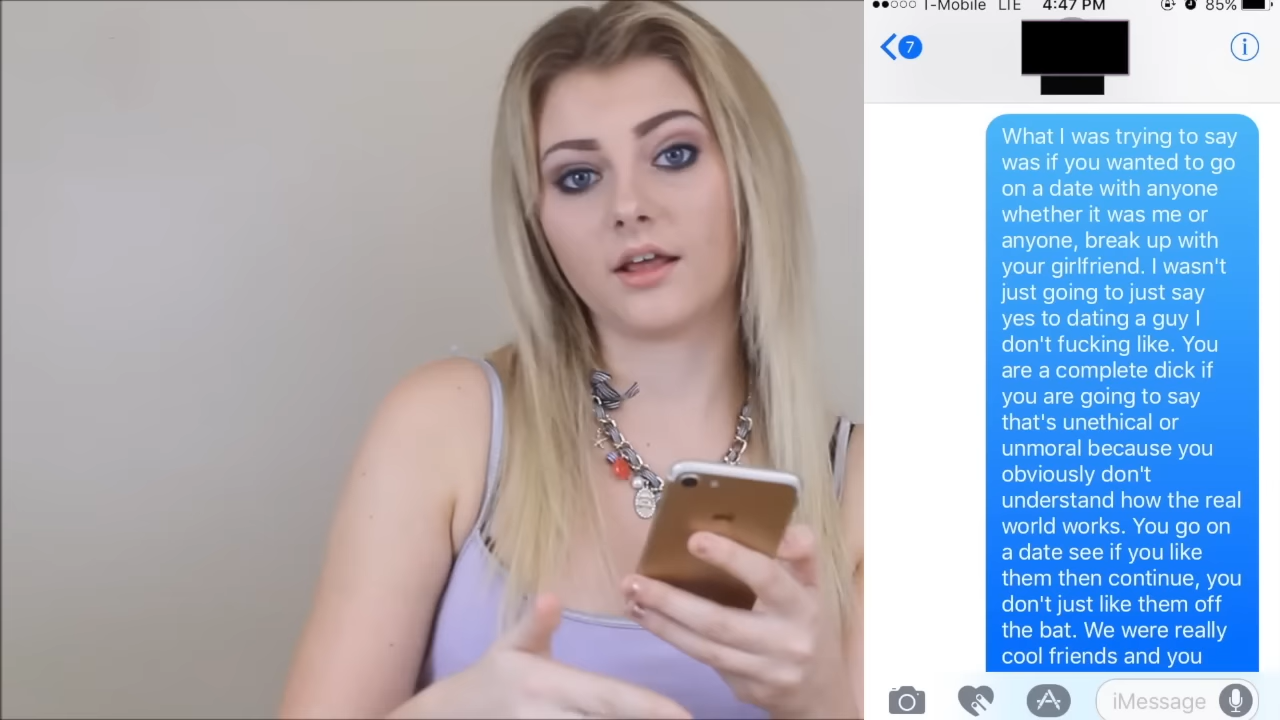 T-Mobile LTE 4:47 PM 85%
7
What I was trying to say
was if you wanted to go
on a date with anyone
whether it was me or
anyone, break up with
your girlfriend. I wasn't
just going to just say
yes to dating a guy I
don't fucking like. You
are a complete dick if
you are going to say
that's unethical or
unmoral because you
obviously don't
understand how the real
world works. You go on
a date see if you like
them then continue, you
don't just like them off
the bat. We were really
cool friends and you
iMessage